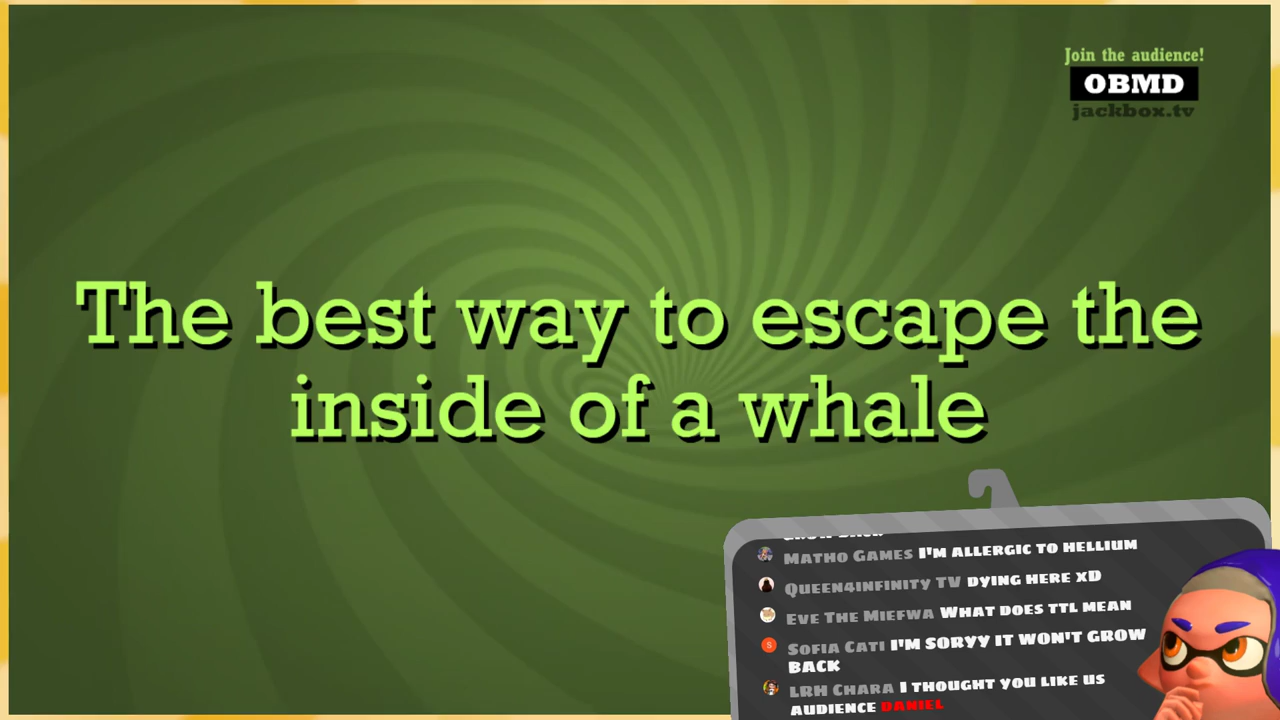 Join the audience!
OBMD
jackbox.tv
The best way to escape the
inside of a whale
Matho Games I'm allergic to hellium
Queen4infinity TV dying here xD
Eve The Miefwa What does TTL mean
S Sofia Cati I'm soryy it won't grow
back
LRH Chara I thought you like us
audience Daniel